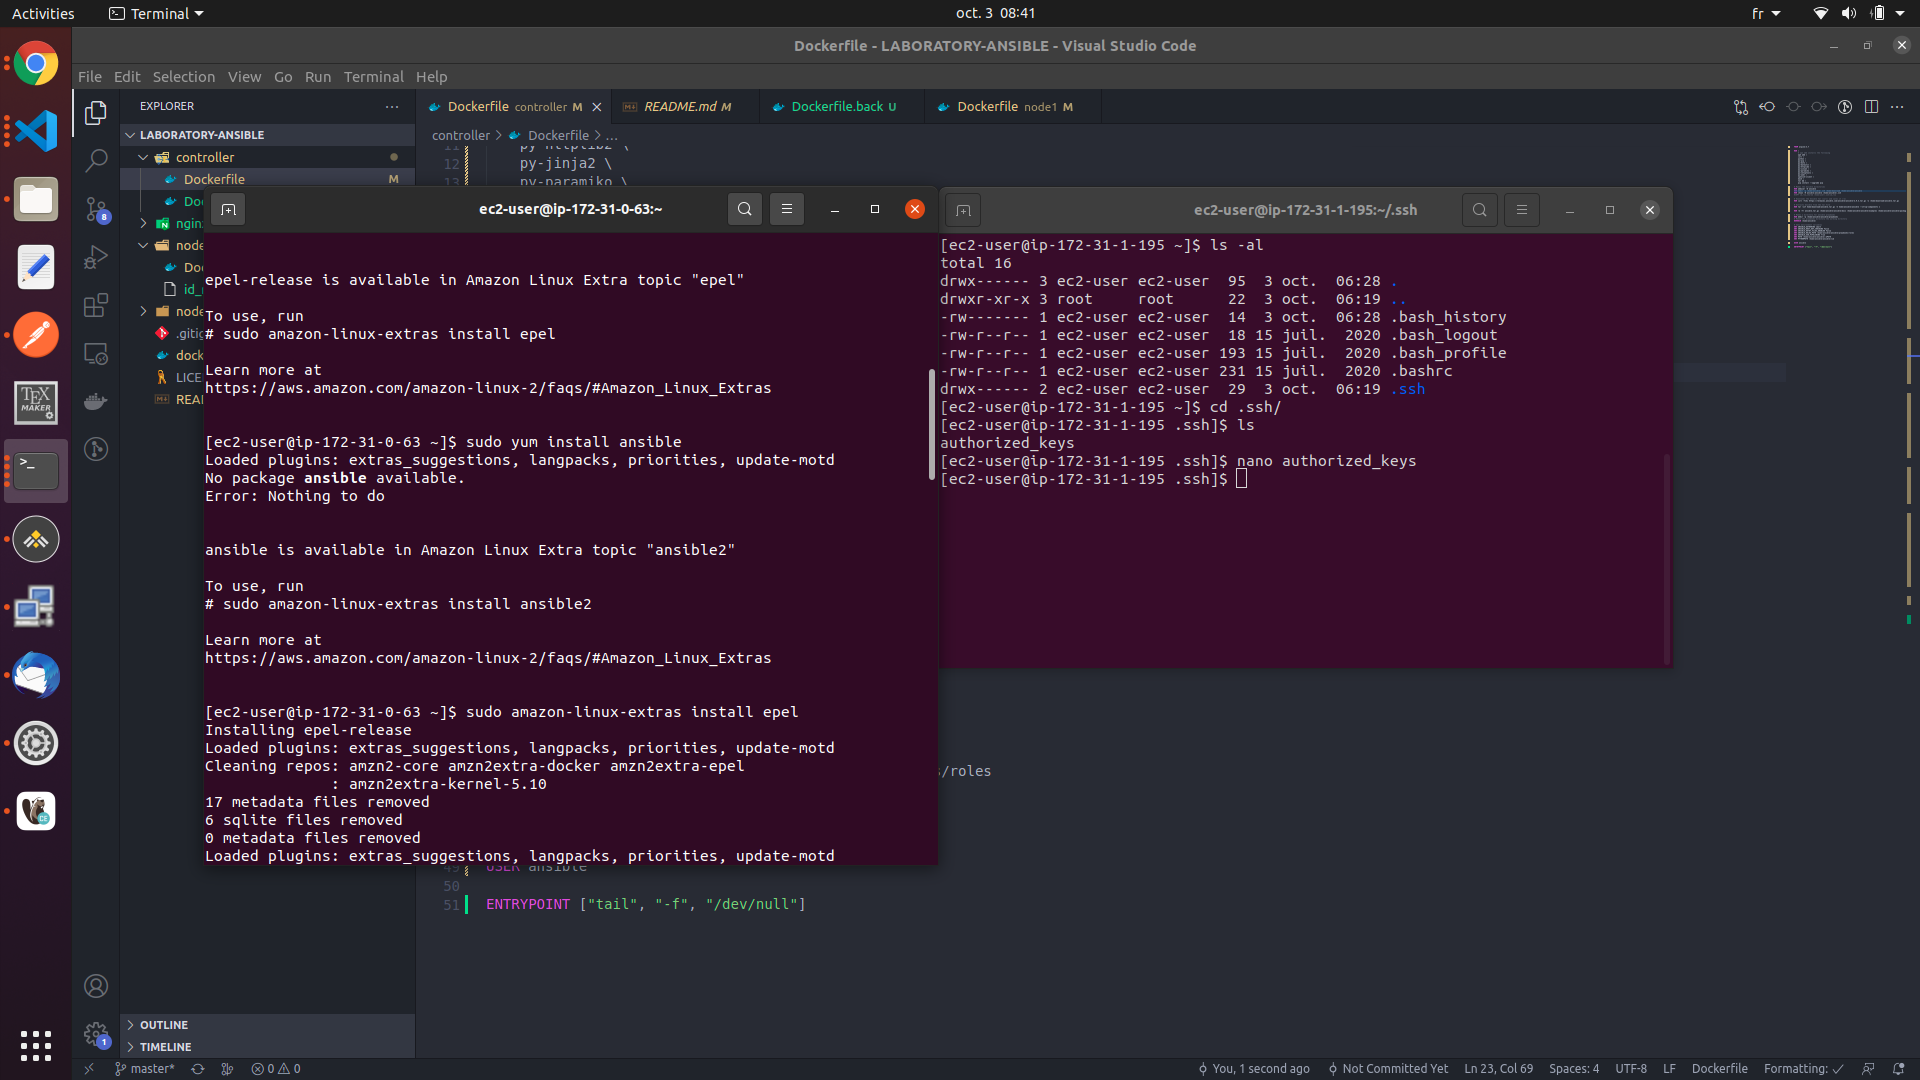 Activities
Terminal
oct. 3 08:41
fr
Dockerfile - LABORATORY-ANSIBLE - Visual Studio Code
File Edit Selection View Go Run Terminal Help
EXPLORER
Dockerfile controller M
README.md M
Dockerfile.back U
Dockerfile node1 M
LABORATORY-ANSIBLE
controller > Dockerfile > ...
controller
Dockerfile M
12 py-jinja2 \
13 py-paramiko \
8
ec2-user@ip-172-31-0-63:~
epel-release is available in Amazon Linux Extra topic "epel"
To use, run
# sudo amazon-linux-extras install epel
Learn more at
https://aws.amazon.com/amazon-linux-2/faqs/#Amazon_Linux_Extras
[ec2-user@ip-172-31-0-63 ~]$ sudo yum install ansible
Loaded plugins: extras_suggestions, langpacks, priorities, update-motd
No package ansible available.
Error: Nothing to do
ansible is available in Amazon Linux Extra topic "ansible2"
To use, run
# sudo amazon-linux-extras install ansible2
Learn more at
https://aws.amazon.com/amazon-linux-2/faqs/#Amazon_Linux_Extras
[ec2-user@ip-172-31-0-63 ~]$ sudo amazon-linux-extras install epel
Installing epel-release
Loaded plugins: extras_suggestions, langpacks, priorities, update-motd
Cleaning repos: amzn2-core amzn2extra-docker amzn2extra-epel
: amzn2extra-kernel-5.10
17 metadata files removed
6 sqlite files removed
0 metadata files removed
Loaded plugins: extras_suggestions, langpacks, priorities, update-motd
ec2-user@ip-172-31-1-195:~/.ssh
[ec2-user@ip-172-31-1-195 ~]$ ls -al
total 16
drwx------ 3 ec2-user ec2-user 95 3 oct. 06:28 .
drwxr-xr-x 3 root root 22 3 oct. 06:19 ..
-rw------- 1 ec2-user ec2-user 14 3 oct. 06:28 .bash_history
-rw-r--r-- 1 ec2-user ec2-user 18 15 juil. 2020 .bash_logout
-rw-r--r-- 1 ec2-user ec2-user 193 15 juil. 2020 .bash_profile
-rw-r--r-- 1 ec2-user ec2-user 231 15 juil. 2020 .bashrc
drwx------ 2 ec2-user ec2-user 29 3 oct. 06:19 .ssh
[ec2-user@ip-172-31-1-195 ~]$ cd .ssh/
[ec2-user@ip-172-31-1-195 .ssh]$ ls
authorized_keys
[ec2-user@ip-172-31-1-195 .ssh]$ nano authorized_keys
[ec2-user@ip-172-31-1-195 .ssh]$
TEX
MAKER
CE
/roles
49 USER ansible
50
51 ENTRYPOINT ["tail", "-f", "/dev/null"]
OUTLINE
1
TIMELINE
master*
0 0
You, 1 second ago
Not Committed Yet
Ln 23, Col 69
Spaces: 4
UTF-8
LF
Dockerfile
Formatting: ✓